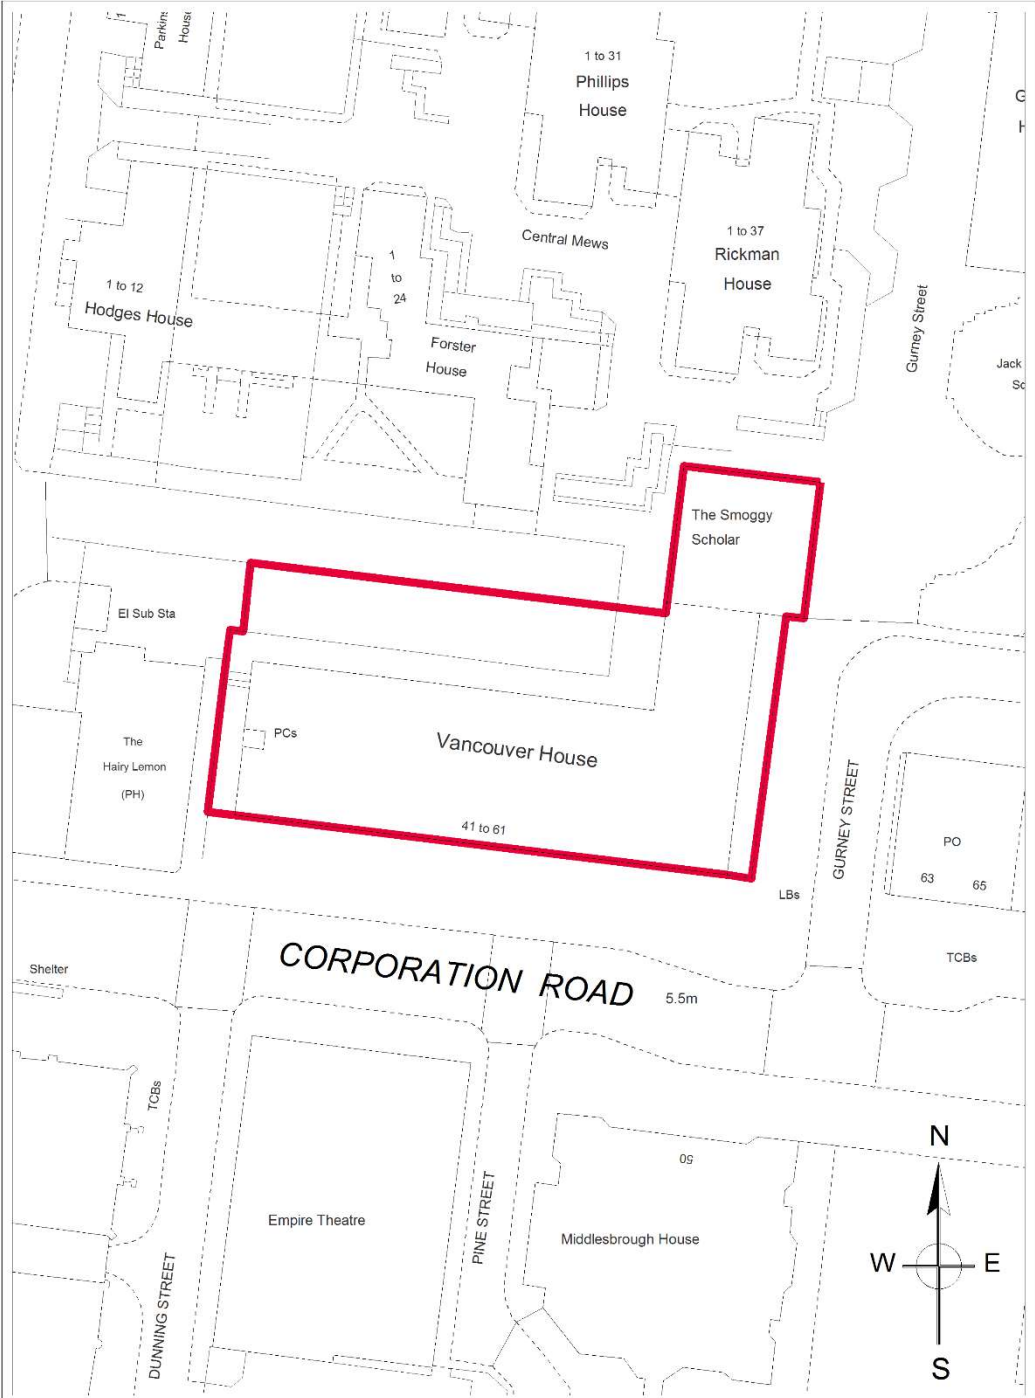 House
1 to 31
Phillips
House
1 to 37
Rickman
House
Central Mews
1
to
24
1 to 12
Hodges House
Forster
House
Gurney Street
Jack
The Smoggy
Scholar
El Sub Sta
The
Hairy Lemon
(PH)
PCs
Vancouver House
41 to 61
GURNEY STREET
PO
63 65
LBs
TCBs
CORPORATION ROAD
5.5m
Shelter
TCBs
50
Empire Theatre
PINE STREET
Middlesbrough House
DUNNING STREET
N
W E
S